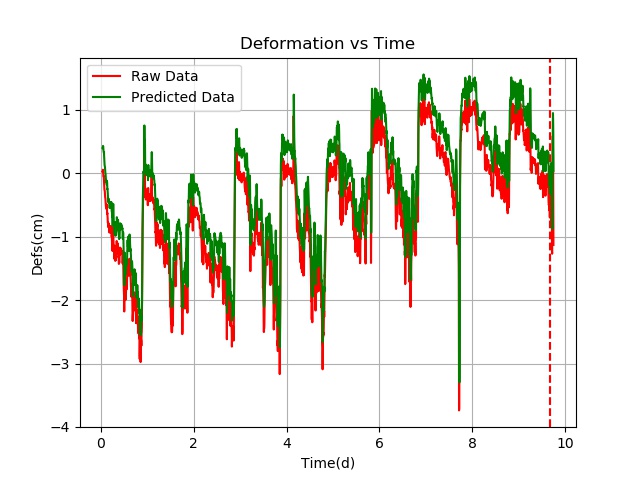 Deformation vs Time
Raw Data
Predicted Data
1
0
−1
−2
−3
−4
Defs(cm)
0 2 4 6 8 10
Time(d)